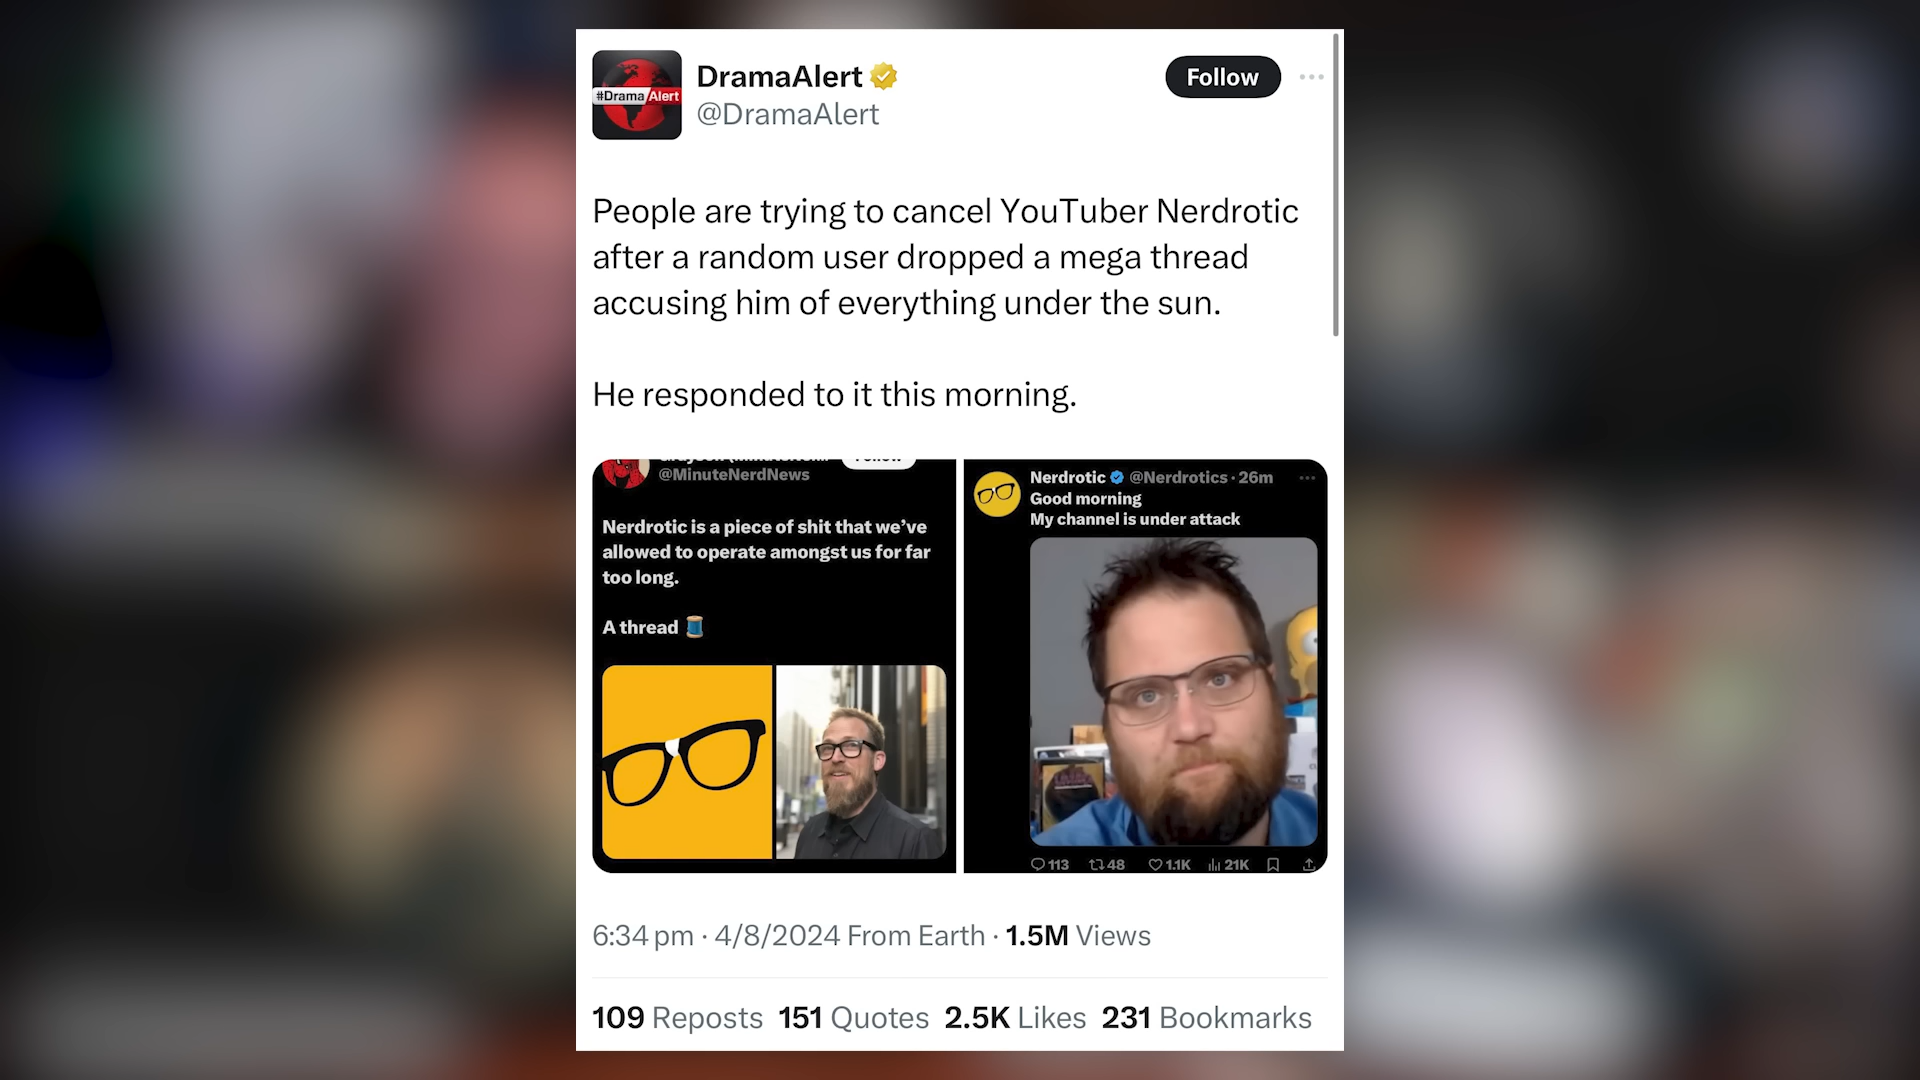 #Drama Alert
DramaAlert
@DramaAlert
Follow
People are trying to cancel YouTuber Nerdrotic
after a random user dropped a mega thread
accusing him of everything under the sun.
He responded to it this morning.
@MinuteNerdNews
Nerdrotic is a piece of shit that we've
allowed to operate amongst us for far
too long.
A thread
Nerdrotic @Nerdrotics · 26m
Good morning
My channel is under attack
113 48 1.1K 21K
6:34 pm · 4/8/2024 From Earth · 1.5M Views
109 Reposts 151 Quotes 2.5K Likes 231 Bookmarks